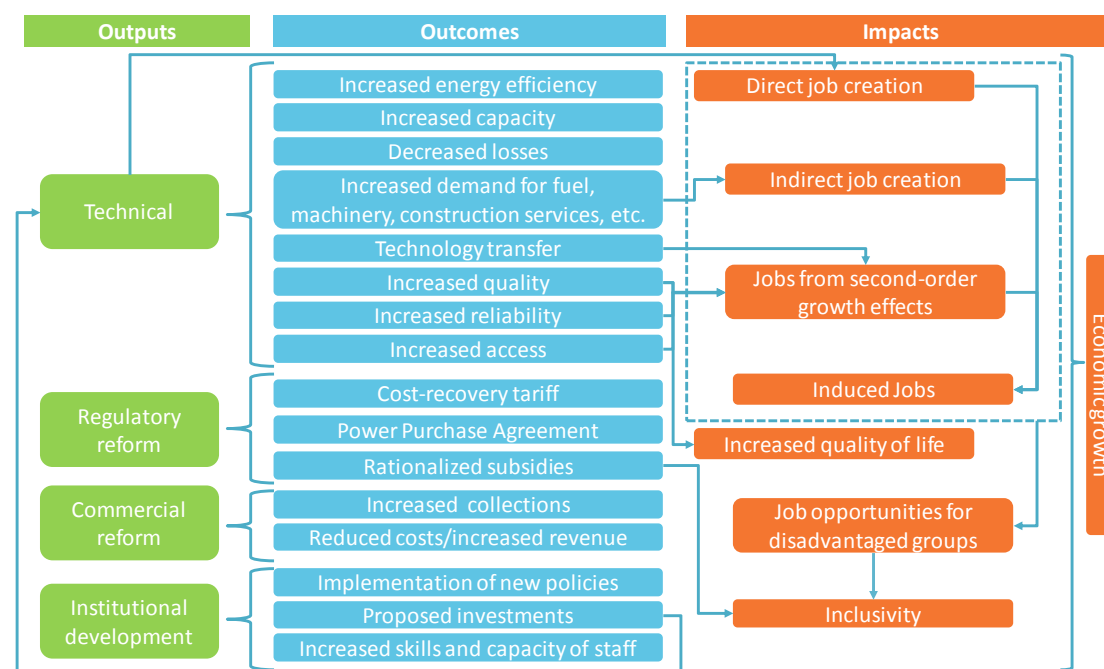 Outputs
Outcomes
Impacts
Technical
Increased energy efficiency
Increased capacity
Decreased losses
Increased demand for fuel,
machinery, construction services, etc.
Technology transfer
Increased quality
Increased reliability
Increased access
Direct job creation
Indirect job creation
Jobs from second-order
growth effects
Induced Jobs
Increased quality of life
Economic growth
Regulatory
reform
Cost-recovery tariff
Power Purchase Agreement
Rationalized subsidies
Commercial
reform
Increased collections
Reduced costs/increased revenue
Job opportunities for
disadvantaged groups
Institutional
development
Implementation of new policies
Proposed investments
Increased skills and capacity of staff
Inclusivity